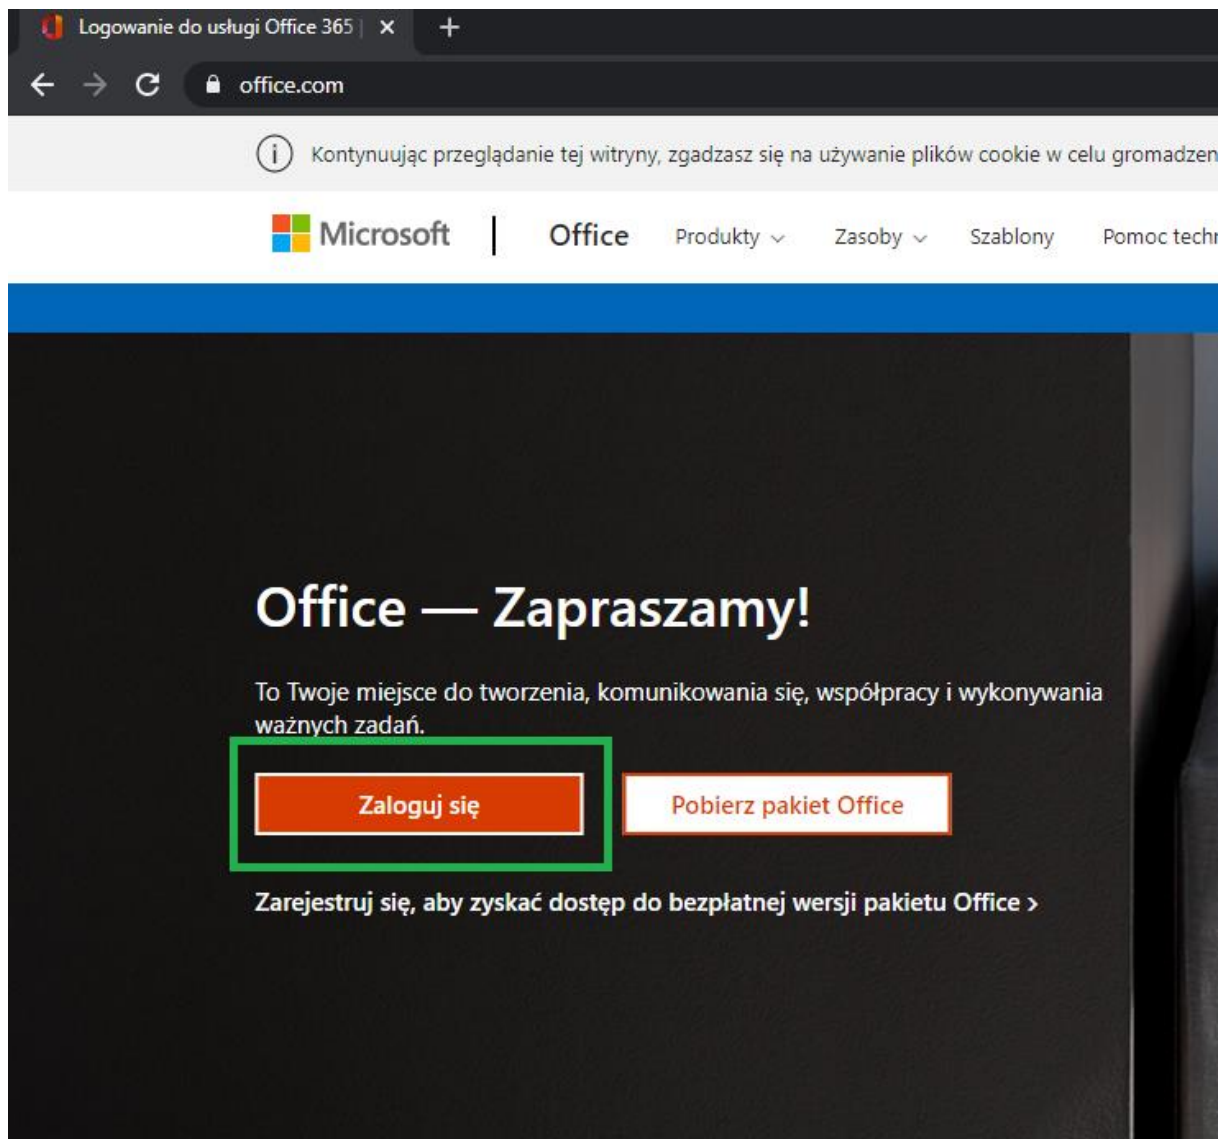 Logowanie do usługi Office 365 |
office.com
Kontynuując przeglądanie tej witryny, zgadzasz się na używanie plików cookie w celu gromadzen
Microsoft | Office Produkty Zasoby Szablony Pomoc techn
Office — Zapraszamy!
To Twoje miejsce do tworzenia, komunikowania się, współpracy i wykonywania
ważnych zadań.
Zaloguj się Pobierz pakiet Office
Zarejestruj się, aby zyskać dostęp do bezpłatnej wersji pakietu Office >